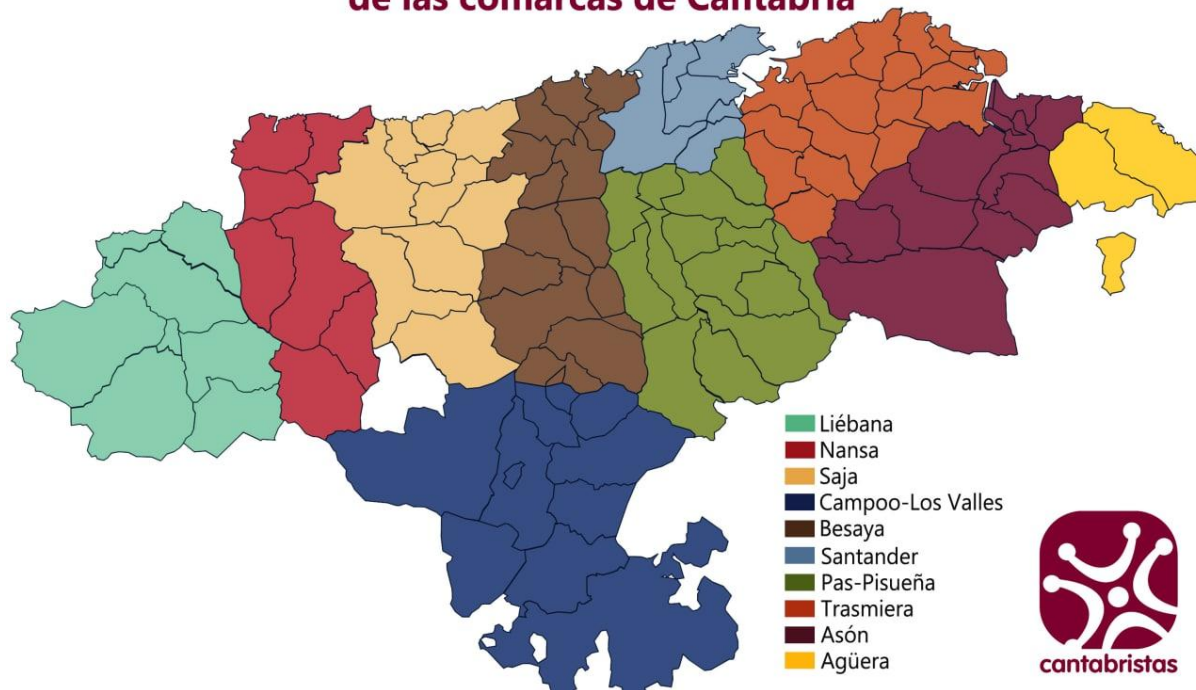 de las comarcas de Cantabria
Liébana
Nansa
Saja
Campoo-Los Valles
Besaya
Santander
Pas-Pisueña
Trasmiera
Asón
Agüera
cantabristas